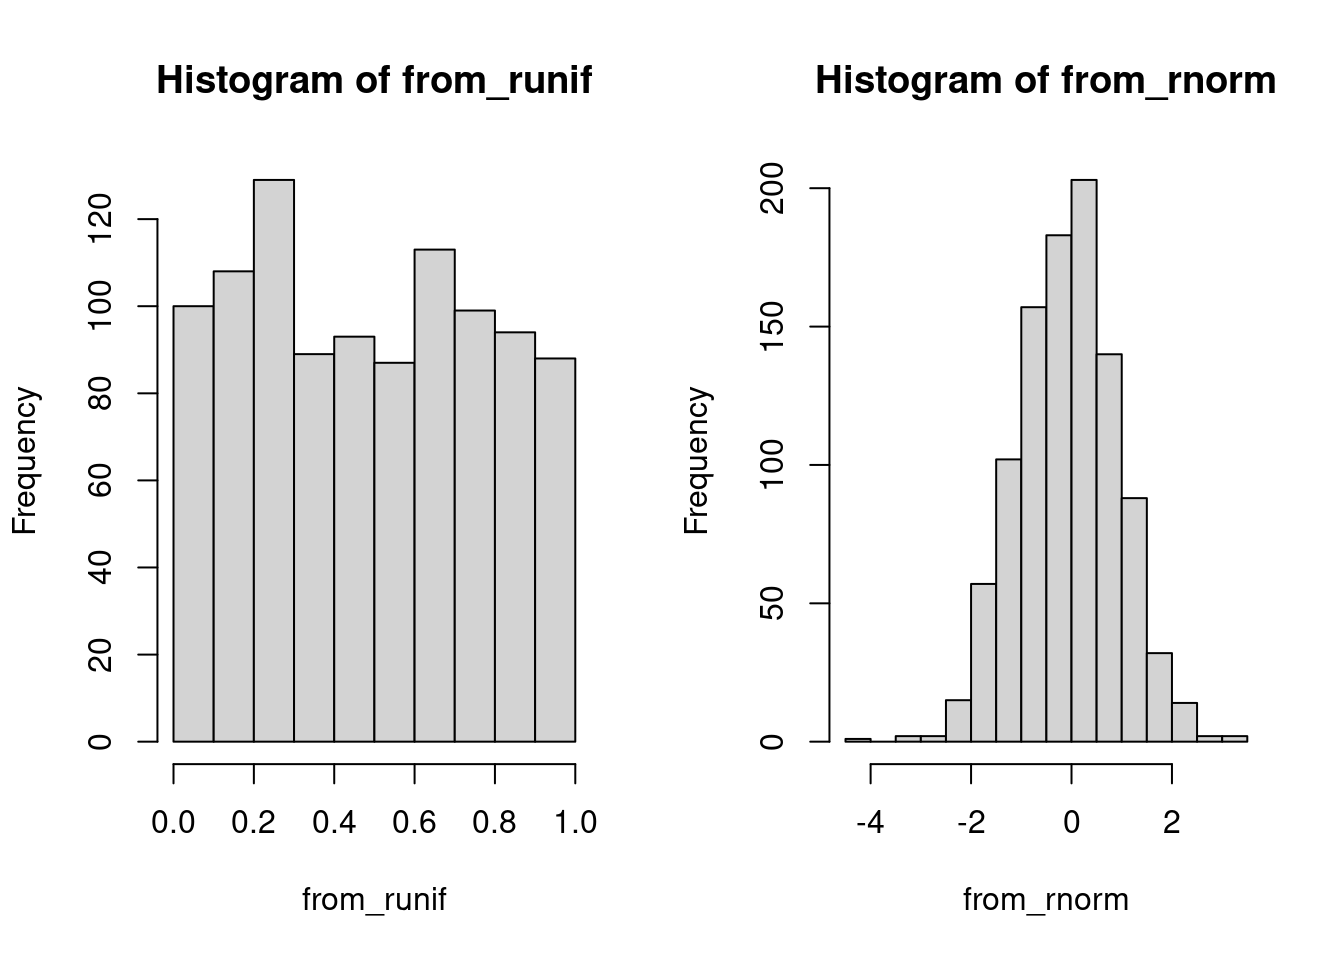 Histogram of from_runif
Frequency
0 20 40 60 80 100 120
0.0 0.2 0.4 0.6 0.8 1.0
from_runif
Histogram of from_rnorm
Frequency
0 50 100 150 200
-4 -2 0 2
from_rnorm